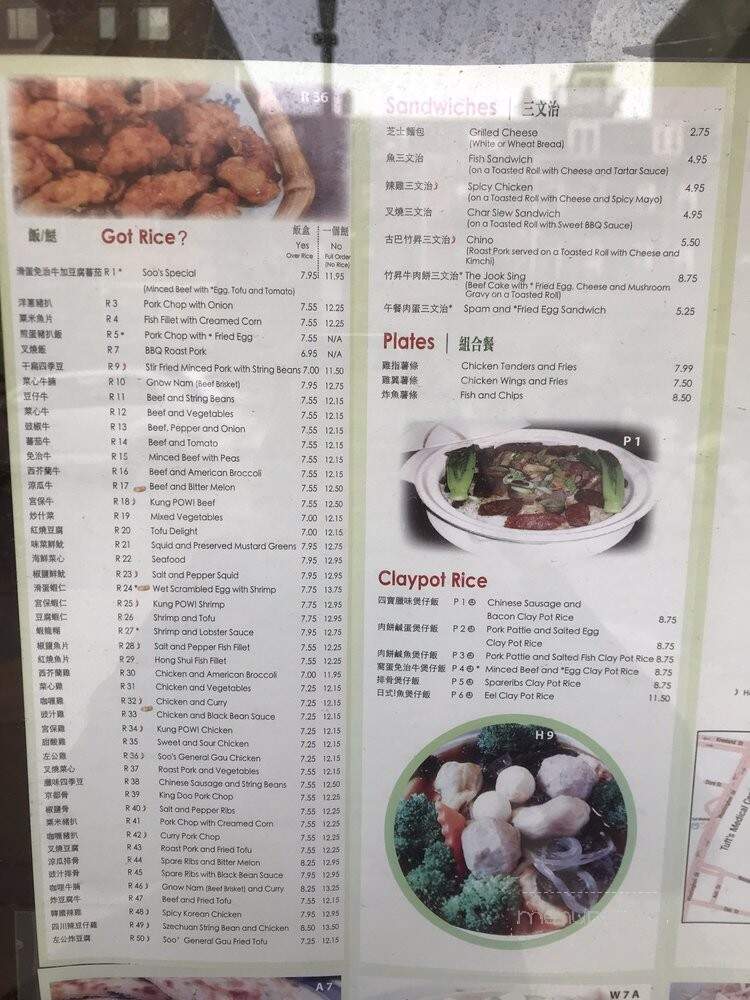 R 36
飯/餸 Got Rice? 飯盒 一個餸
Yes No
Over Rice Full Order
(No Rice)
滑蛋免治牛加豆腐蕃茄 R 1* Soo's Special 7.95 11.95
(Minced Beef with *Egg, Tofu and Tomato)
洋蔥豬扒 R 3 Pork Chop with Onion 7.55 12.25
粟米魚片 R 4 Fish Fillet with Creamed Corn 7.55 12.25
煎蛋豬扒飯 R 5* Pork Chop with * Fried Egg 7.55 N/A
叉燒飯 R 7 BBQ Roast Pork 6.95 N/A
干扁四季豆 R 9 Stir Fried Minced Pork with String Beans 7.00 11.50
菜心牛腩 R 10 Gnow Nam (Beef Brisket) 7.95 12.75
豆仔牛 R 11 Beef and String Beans 7.55 12.15
菜心牛 R 12 Beef and Vegetables 7.55 12.15
豉椒牛 R 13 Beef, Pepper and Onion 7.55 12.15
蕃茄牛 R 14 Beef and Tomato 7.55 12.15
免治牛 R 15 Minced Beef with Peas 7.55 12.15
西芥蘭牛 R 16 Beef and American Broccoli 7.55 12.15
涼瓜牛 R 17 Beef and Bitter Melon 7.55 12.50
宮保牛 R 18 Kung POW! Beef 7.55 12.50
炒什菜 R 19 Mixed Vegetables 7.00 12.15
紅燒豆腐 R 20 Tofu Delight 7.00 12.15
味菜鮮魷 R 21 Squid and Preserved Mustard Greens 7.95 12.75
海鮮菜心 R 22 Seafood 7.95 12.95
椒鹽鮮魷 R 23 Salt and Pepper Squid 7.95 12.95
滑蛋蝦仁 R 24* Wet Scrambled Egg with Shrimp 7.75 13.75
宮保蝦仁 R 25 Kung POW! Shrimp 7.75 12.95
豆腐蝦仁 R 26 Shrimp and Tofu 7.75 12.95
蝦龍糊 R 27* Shrimp and Lobster Sauce 7.95 12.75
椒鹽魚片 R 28 Salt and Pepper Fish Fillet 7.55 12.25
紅燒魚片 R 29 Hong Shui Fish Fillet 7.55 12.25
西芥蘭雞 R 30 Chicken and American Broccoli 7.00 11.95
菜心雞 R 31 Chicken and Vegetables 7.25 12.15
咖喱雞 R 32 Chicken and Curry 7.25 12.15
豉汁雞 R 33 Chicken and Black Bean Sauce 7.25 12.15
宮保雞 R 34 Kung POW! Chicken 7.25 12.15
甜酸雞 R 35 Sweet and Sour Chicken 7.25 12.15
左公雞 R 36 Soo's General Gau Chicken 7.25 12.15
叉燒菜心 R 37 Roast Pork and Vegetables 7.55 12.15
臘味四季豆 R 38 Chinese Sausage and String Beans 7.55 12.50
京都骨 R 39 King Doo Pork Chop 7.55 12.25
椒鹽骨 R 40 Salt and Pepper Ribs 7.55 12.25
粟米豬扒 R 41 Pork Chop with Creamed Corn 7.55 12.25
咖喱豬扒 R 42 Curry Pork Chop 7.55 12.25
叉燒豆腐 R 43 Roast Pork and Fried Tofu 7.55 12.25
涼瓜排骨 R 44 Spare Ribs and Bitter Melon 8.25 12.95
豉汁排骨 R 45 Spare Ribs with Black Bean Sauce 7.95 12.95
咖哩牛腩 R 46 Gnow Nam (Beef Brisket) and Curry 8.25 13.25
炸豆腐牛 R 47 Beef and Fried Tofu 7.55 12.15
韓國辣雞 R 48 Spicy Korean Chicken 7.95 12.95
四川辣豆仔雞 R 49 Szechuan String Bean and Chicken 8.50 13.50
左公炸豆腐 R 50 Soo' General Gau Fried Tofu 7.25 12.15
A 7
Sandwiches | 三文治
芝士麵包 Grilled Cheese 2.75
(White or Wheat Bread)
魚三文治 Fish Sandwich 4.95
(on a Toasted Roll with Cheese and Tartar Sauce)
辣雞三文治 Spicy Chicken 4.95
(on a Toasted Roll with Cheese and Spicy Mayo)
叉燒三文治 Char Siew Sandwich 4.95
(on a Toasted Roll with Sweet BBQ Sauce)
古巴竹昇三文治 Chino 5.50
(Roast Pork served on a Toasted Roll with Cheese and
Kimchi)
竹昇牛肉餅三文治* The Jook Sing 8.75
(Beef Cake with * Fried Egg, Cheese and Mushroom
Gravy on a Toasted Roll)
午餐肉蛋三文治* Spam and *Fried Egg Sandwich 5.25
Plates | 組合餐
雞指薯條 Chicken Tenders and Fries 7.99
雞翼薯條 Chicken Wings and Fries 7.50
炸魚薯條 Fish and Chips 8.50
P 1
Claypot Rice
四寶臘味煲仔飯 P 1 Chinese Sausage and
Bacon Clay Pot Rice 8.75
肉餅鹹蛋煲仔飯 P 2 Pork Pattie and Salted Egg
Clay Pot Rice 8.75
肉餅鹹魚煲仔飯 P 3 Pork Pattie and Salted Fish Clay Pot Rice 8.75
窩蛋免治牛煲仔飯 P 4 * Minced Beef and *Egg Clay Pot Rice 8.75
排骨煲仔飯 P 5 Spareribs Clay Pot Rice 8.75
日式魚煲仔飯 P 6 Eel Clay Pot Rice 11.50
H 9
W 7 A
Kneeland St
Tuft's Medical Ce